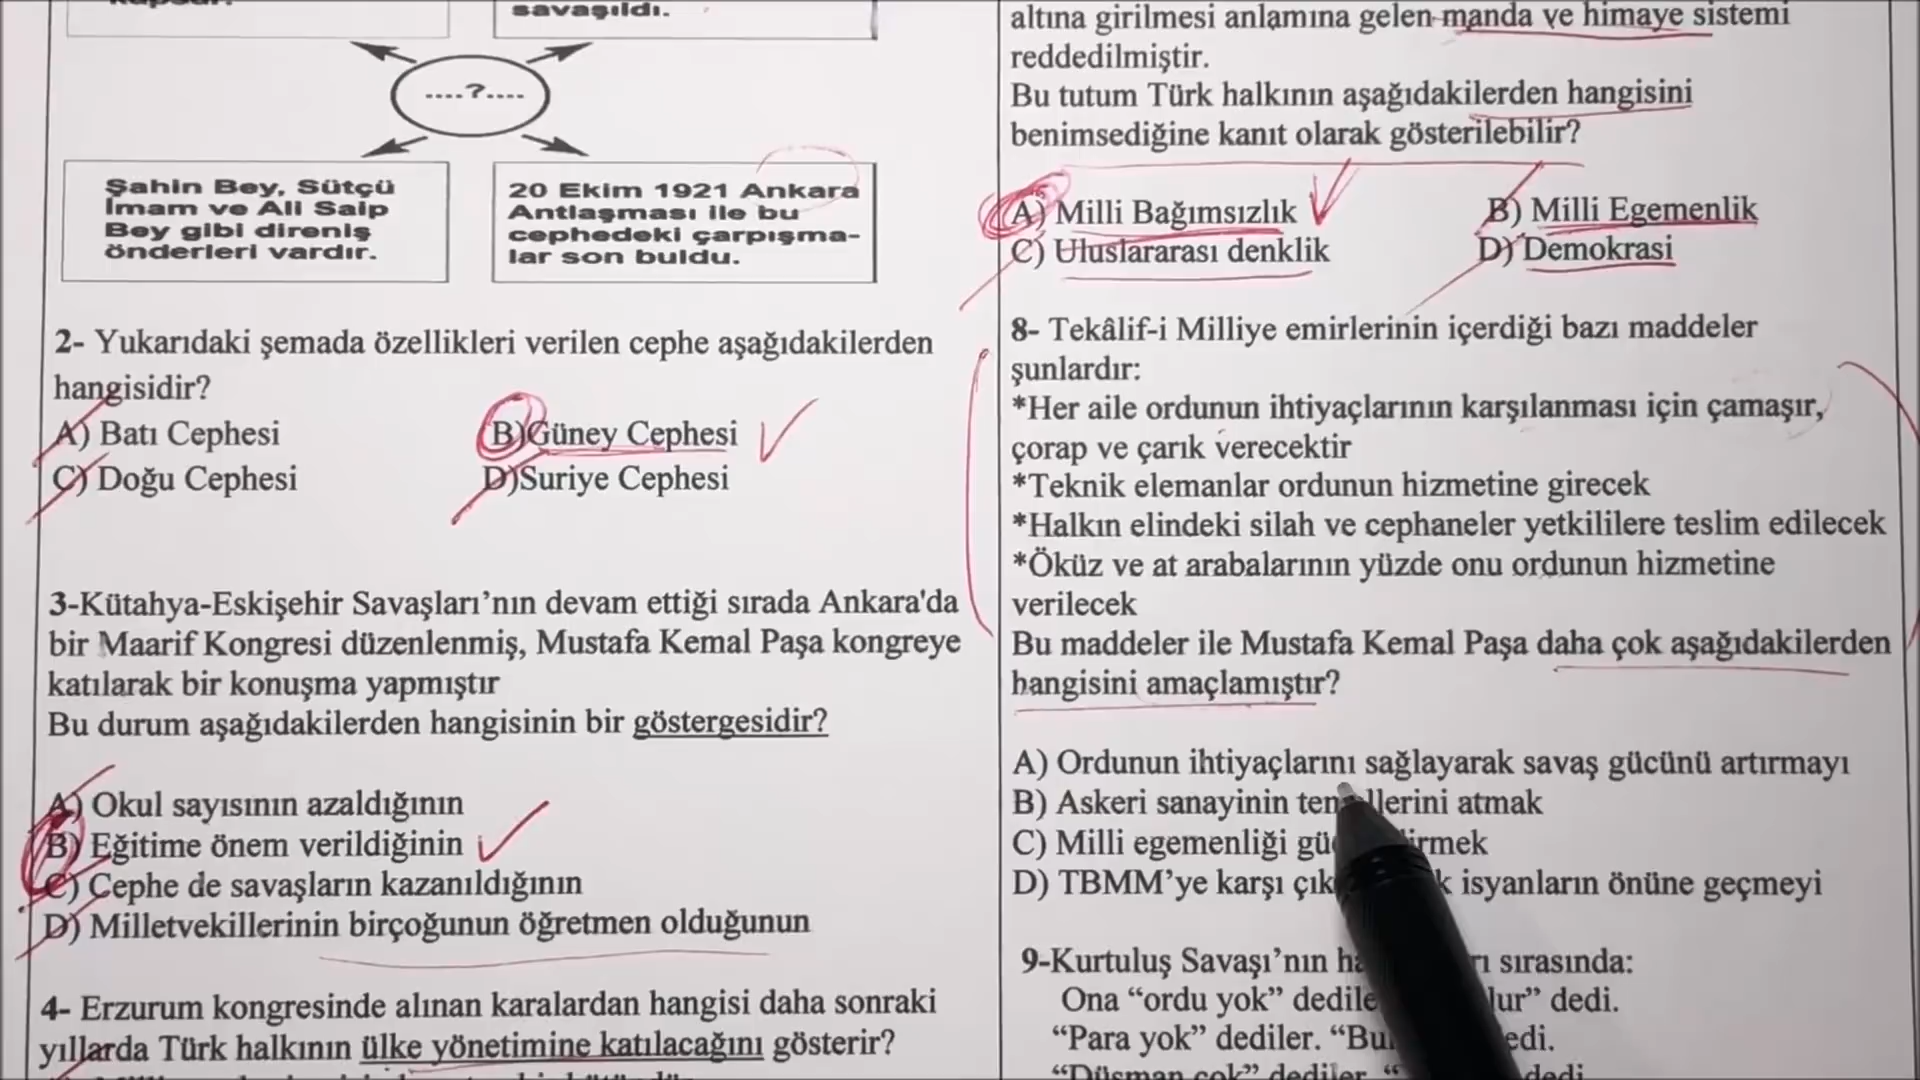 savaşıldı.
....?....
Şahin Bey, Sütçü
İmam ve Ali Saip
Bey gibi direniş
önderleri vardır.
20 Ekim 1921 Ankara
Antlaşması ile bu
cephedeki çarpışma-
lar son buldu.
2- Yukarıdaki şemada özellikleri verilen cephe aşağıdakilerden
hangisidir?
A) Batı Cephesi B)Güney Cephesi
C) Doğu Cephesi D)Suriye Cephesi
3-Kütahya-Eskişehir Savaşları’nın devam ettiği sırada Ankara'da
bir Maarif Kongresi düzenlenmiş, Mustafa Kemal Paşa kongreye
katılarak bir konuşma yapmıştır
Bu durum aşağıdakilerden hangisinin bir göstergesidir?
A) Okul sayısının azaldığının
B) Eğitime önem verildiğinin
C) Cephe de savaşların kazanıldığının
D) Milletvekillerinin birçoğunun öğretmen olduğunun
4- Erzurum kongresinde alınan karalardan hangisi daha sonraki
yıllarda Türk halkının ülke yönetimine katılacağını gösterir?
altına girilmesi anlamına gelen manda ve himaye sistemi
reddedilmiştir.
Bu tutum Türk halkının aşağıdakilerden hangisini
benimsediğine kanıt olarak gösterilebilir?
A) Milli Bağımsızlık B) Milli Egemenlik
C) Uluslararası denklik D) Demokrasi
8- Tekâlif-i Milliye emirlerinin içerdiği bazı maddeler
şunlardır:
*Her aile ordunun ihtiyaçlarının karşılanması için çamaşır,
çorap ve çarık verecektir
*Teknik elemanlar ordunun hizmetine girecek
*Halkın elindeki silah ve cephaneler yetkililere teslim edilecek
*Öküz ve at arabalarının yüzde onu ordunun hizmetine
verilecek
Bu maddeler ile Mustafa Kemal Paşa daha çok aşağıdakilerden
hangisini amaçlamıştır?
A) Ordunun ihtiyaçlarını sağlayarak savaş gücünü artırmayı
B) Askeri sanayinin atmak
C) Milli egemenliği
D) TBMM’ye karşı isyanların önüne geçmeyi
9-Kurtuluş Savaşı’nın sırasında:
Ona “ordu yok” dedi.
“Para yok” dediler.
“Düşman çok” dediler. dedi